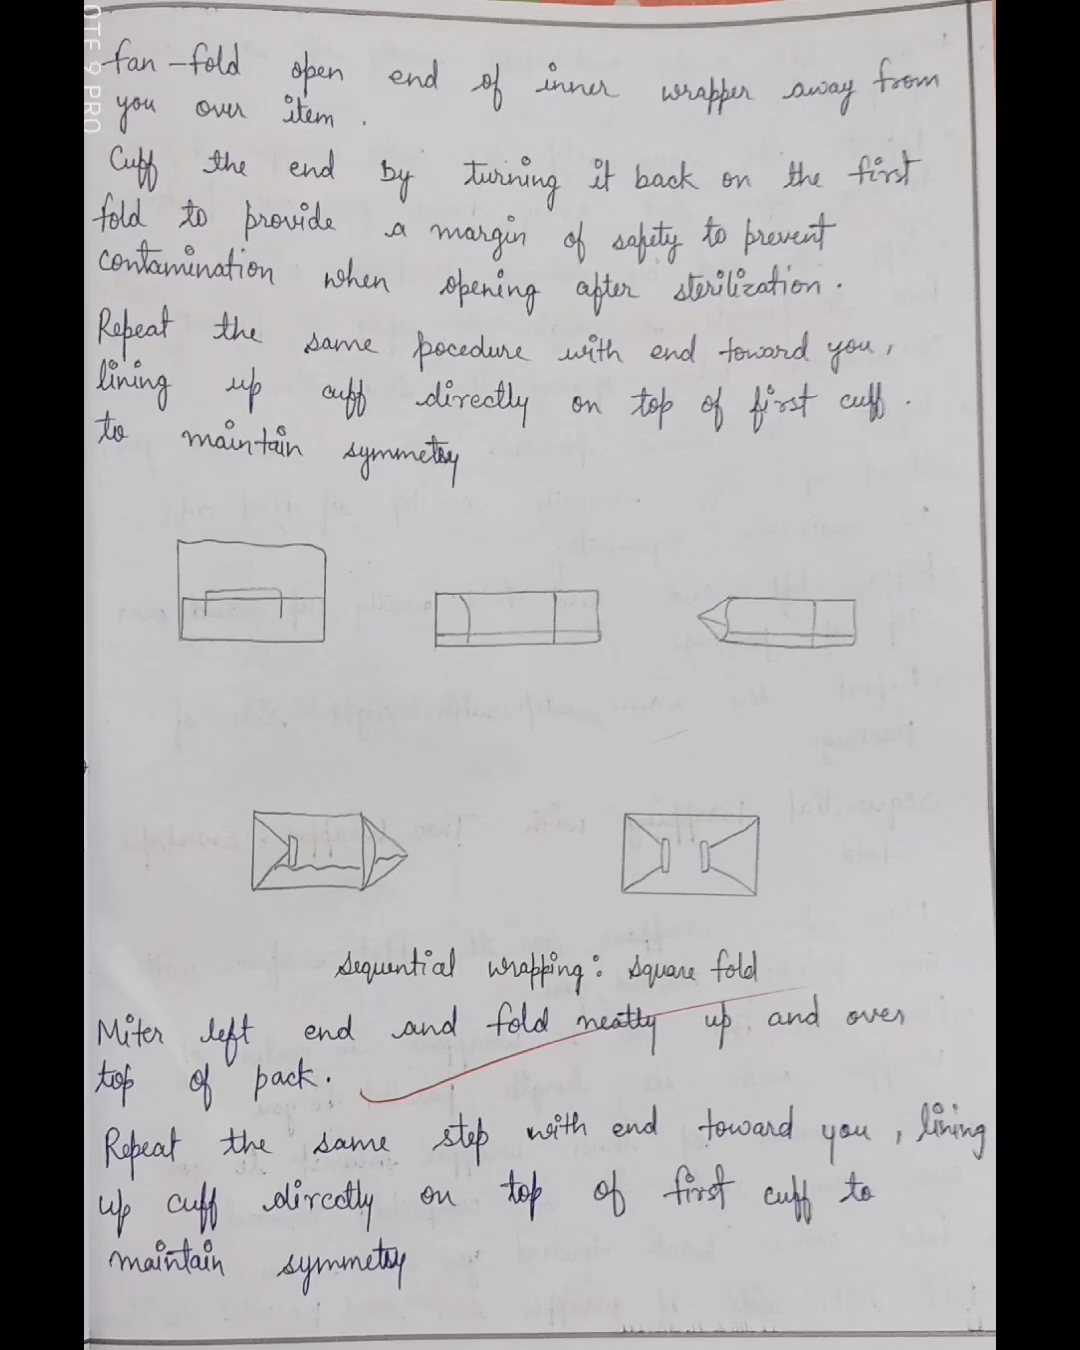 OTE 9 PRO
fan-fold open end of inner wrapper away from
you over item.
Cuff the end by turning it back on the first
fold to provide a margin of safety to prevent
contamination when opening after sterilization.
Repeat the same pocedure with end toward you,
lining up cuff directly on top of first cuff.
to maintain symmetry
sequential wrapping: square fold
Miter left end and fold neatly up and over
top of pack.
Repeat the same step with end toward you, lining
up cuff directly on top of first cuff to
maintain symmetry